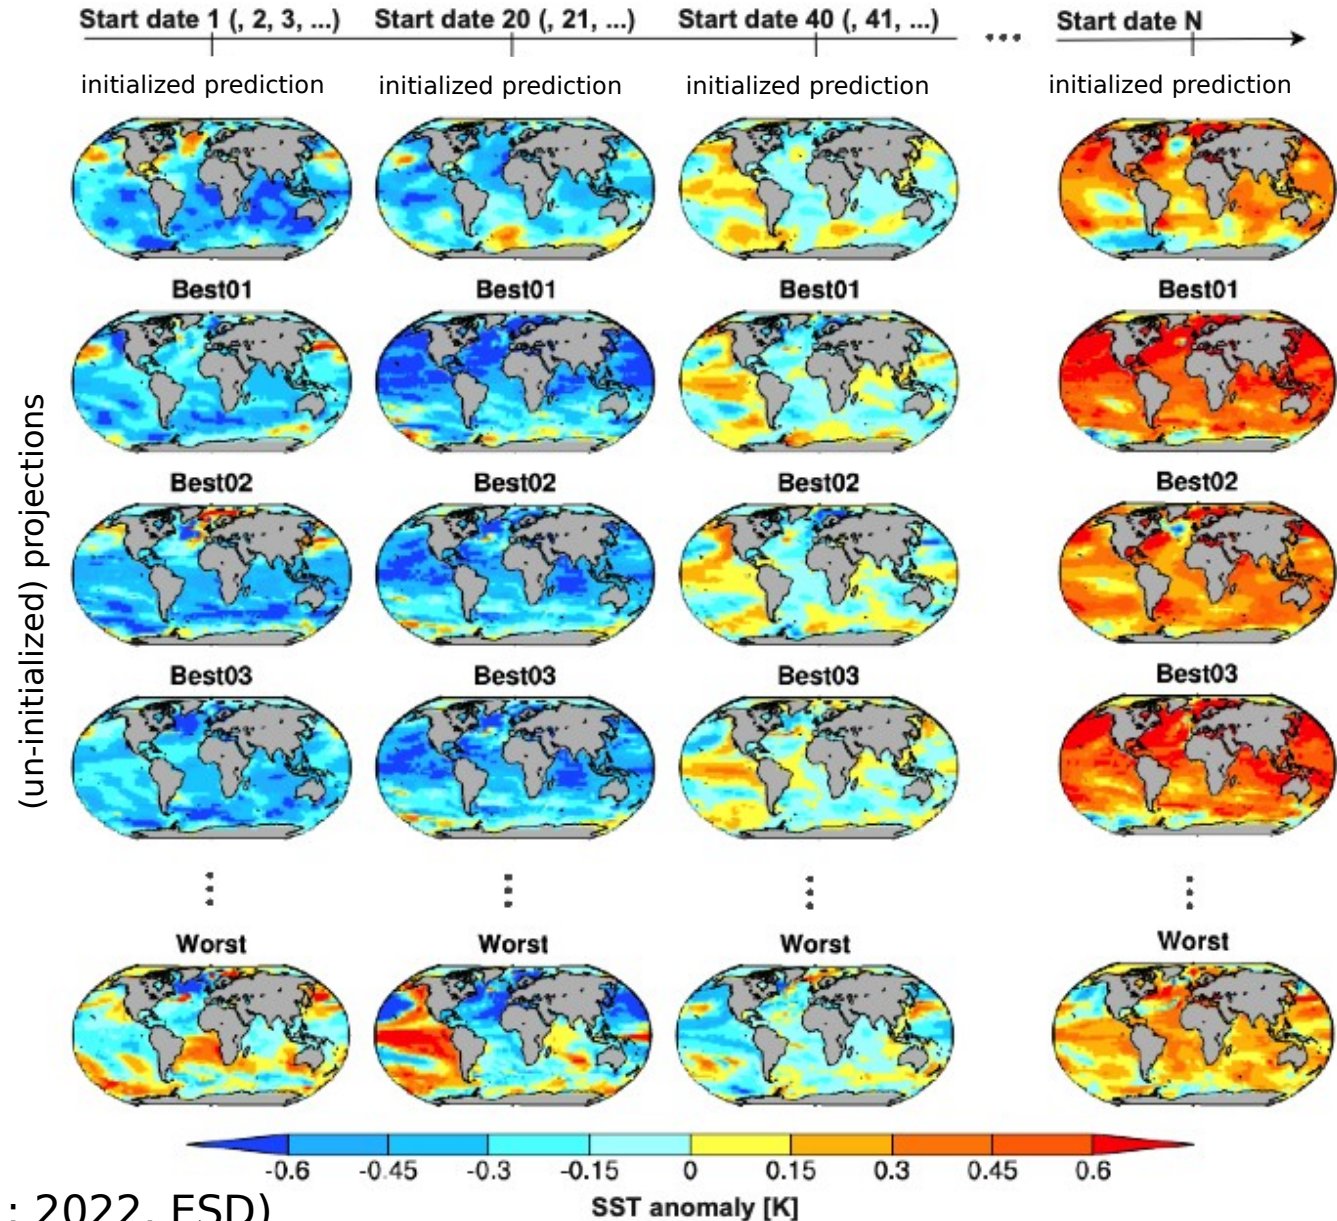 Start date 1 (, 2, 3, ...) Start date 20 (, 21, ...) Start date 40 (, 41, ...) ... Start date N
initialized prediction initialized prediction initialized prediction initialized prediction
(un-initialized) projections
Best01 Best01 Best01 Best01
Best02 Best02 Best02 Best02
Best03 Best03 Best03 Best03
Worst Worst Worst Worst
-0.6 -0.45 -0.3 -0.15 0 0.15 0.3 0.45 0.6
SST anomaly [K]
2022, ESD)